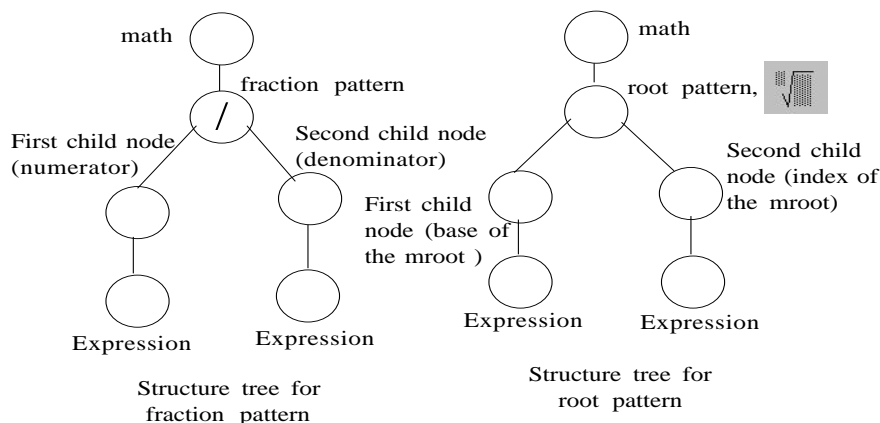 math
fraction pattern
/
First child node
(numerator)
Second child node
(denominator)
Expression
Expression
Structure tree for
fraction pattern
math
root pattern,
√
First child
node (base of
the mroot )
Second child
node (index of
the mroot)
Expression
Expression
Structure tree for
root pattern